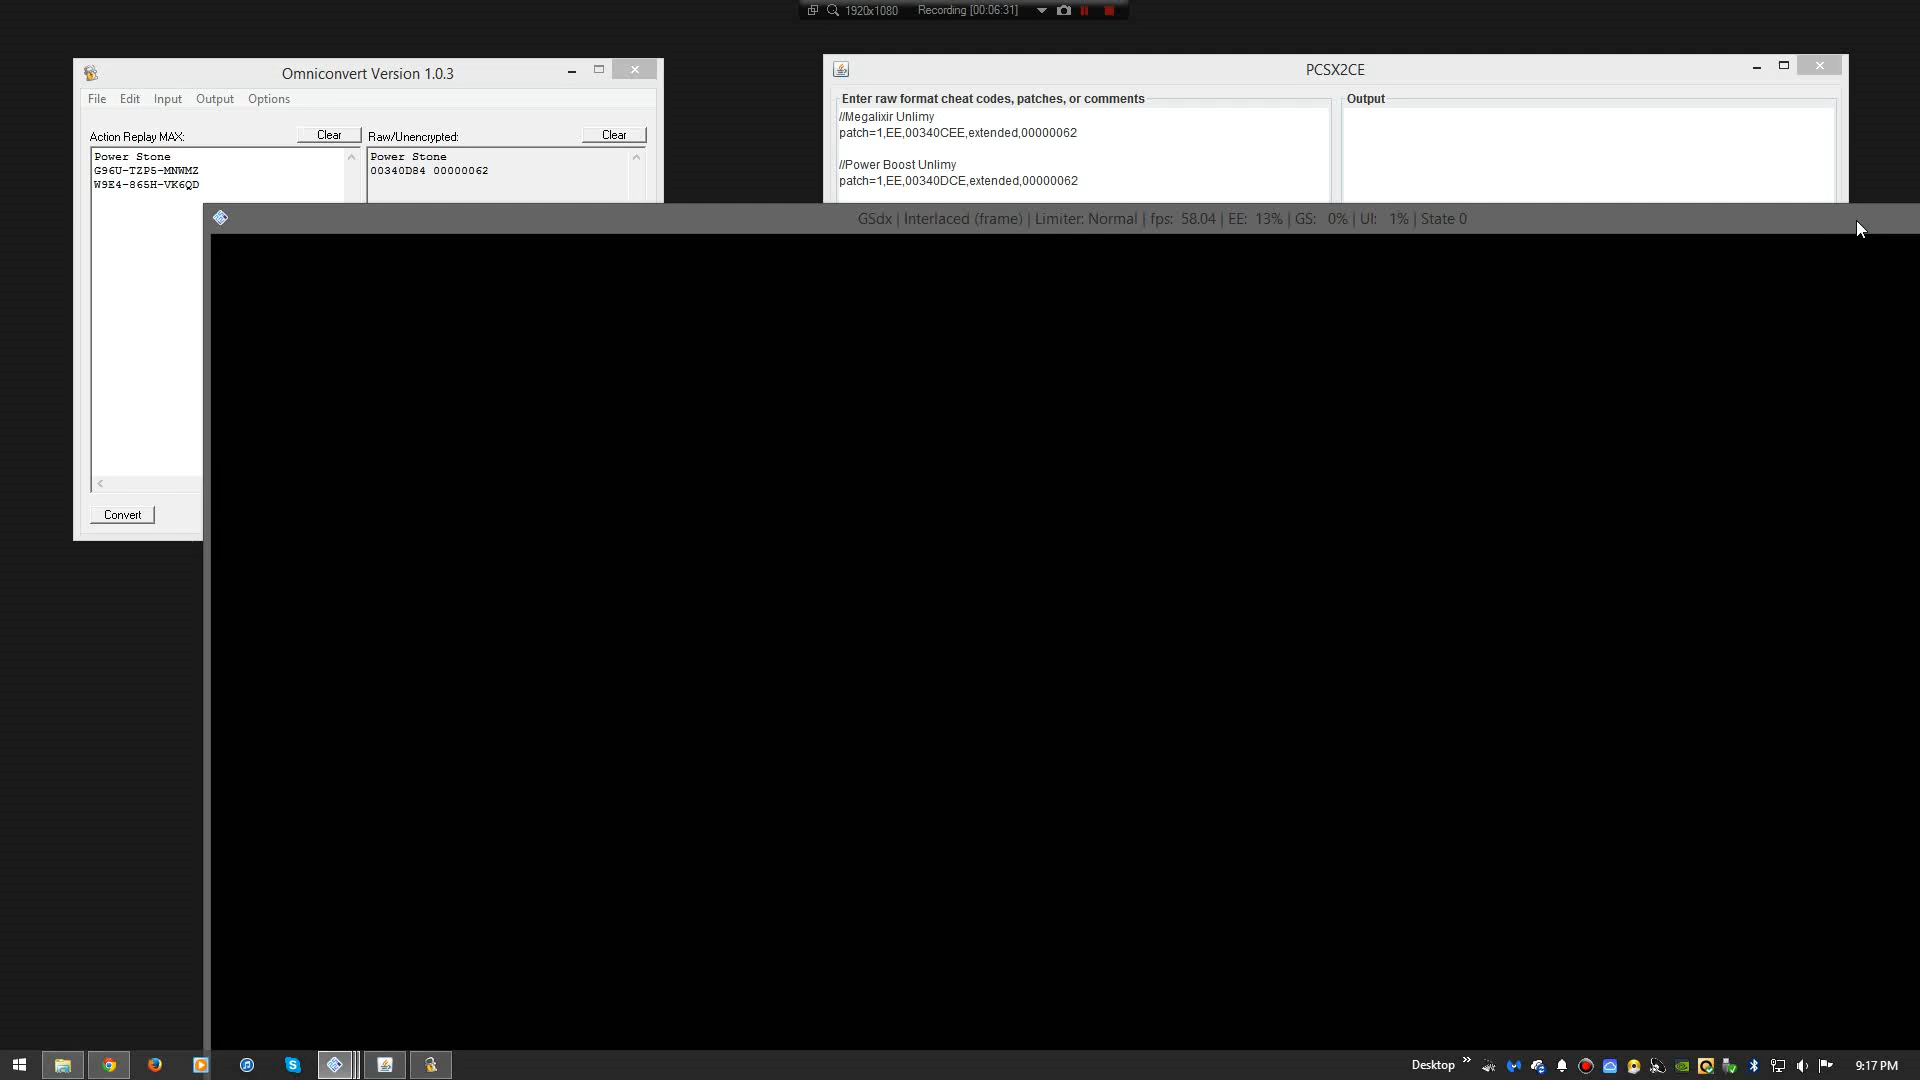 1920x1080 Recording [00:06:31]
Omniconvert Version 1.0.3
File Edit Input Output Options
Action Replay MAX: Clear Raw/Unencrypted: Clear
Power Stone
G96U-TZP5-MNWMZ
W9E4-865H-VK6QD
Power Stone
00340D84 00000062
Convert
PCSX2CE
Enter raw format cheat codes, patches, or comments
Output
//Megalixir Unlimy
patch=1,EE,00340CEE,extended,00000062
//Power Boost Unlimy
patch=1,EE,00340DCE,extended,00000062
GSdx | Interlaced (frame) | Limiter: Normal | fps: 58.04 | EE: 13% | GS: 0% | UI: 1% | State 0
Desktop 9:17 PM